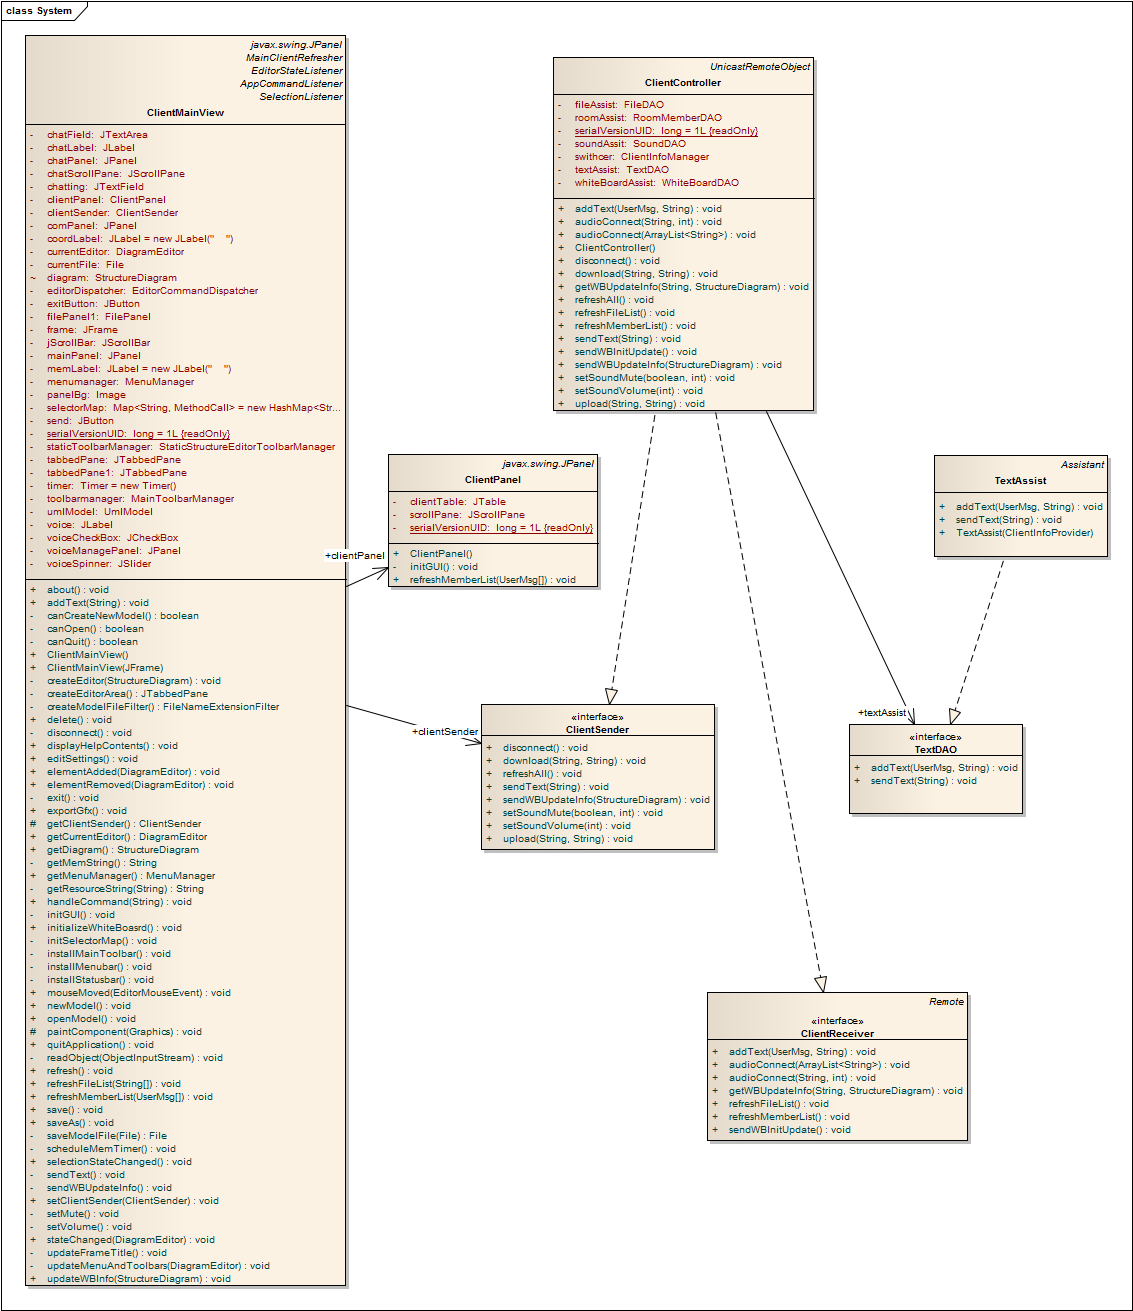 class System
javax.swing.JPanel
MainClientRefresher
EditorStateListener
AppCommandListener
SelectionListener
ClientMainView
- chatField: JTextArea
- chatLabel: JLabel
- chatPanel: JPanel
- chatScrollPane: JScrollPane
- chatting: JTextField
- clientPanel: ClientPanel
- clientSender: ClientSender
- comPanel: JPanel
- coordLabel: JLabel = new JLabel("    ")
- currentEditor: DiagramEditor
- currentFile: File
~ diagram: StructureDiagram
- editorDispatcher: EditorCommandDispatcher
- exitButton: JButton
- filePanel1: FilePanel
- frame: JFrame
- jScrollBar: JScrollBar
- mainPanel: JPanel
- memLabel: JLabel = new JLabel("    ")
- menumanager: MenuManager
- panelBg: Image
- selectorMap: Map<String, MethodCall> = new HashMap<Str...
- send: JButton
- serialVersionUID: long = 1L {readOnly}
- staticToolbarManager: StaticStructureEditorToolbarManager
- tabbedPane: JTabbedPane
- tabbedPane1: JTabbedPane
- timer: Timer = new Timer()
- toolbarmanager: MainToolbarManager
- umlModel: UmlModel
- voice: JLabel
- voiceCheckBox: JCheckBox
- voiceManagePanel: JPanel
- voiceSpinner: JSlider
+ about() : void
+ addText(String) : void
- canCreateNewModel() : boolean
- canOpen() : boolean
- canQuit() : boolean
+ ClientMainView()
+ ClientMainView(JFrame)
- createEditor(StructureDiagram) : void
- createEditorArea() : JTabbedPane
- createModelFileFilter() : FileNameExtensionFilter
+ delete() : void
- disconnect() : void
+ displayHelpContents() : void
+ editSettings() : void
+ elementAdded(DiagramEditor) : void
+ elementRemoved(DiagramEditor) : void
- exit() : void
+ exportGfx() : void
# getClientSender() : ClientSender
+ getCurrentEditor() : DiagramEditor
+ getDiagram() : StructureDiagram
- getMemString() : String
+ getMenuManager() : MenuManager
- getResourceString(String) : String
+ handleCommand(String) : void
- initGUI() : void
+ initializeWhiteBoasrd() : void
- initSelectorMap() : void
- installMainToolbar() : void
- installMenubar() : void
- installStatusbar() : void
+ mouseMoved(EditorMouseEvent) : void
+ newModel() : void
+ openModel() : void
# paintComponent(Graphics) : void
+ quitApplication() : void
- readObject(ObjectInputStream) : void
+ refresh() : void
+ refreshFileList(String[]) : void
+ refreshMemberList(UserMsg[]) : void
+ save() : void
+ saveAs() : void
- saveModelFile(File) : File
- scheduleMemTimer() : void
+ selectionStateChanged() : void
- sendText() : void
- sendWBUpdateInfo() : void
+ setClientSender(ClientSender) : void
- setMute() : void
- setVolume() : void
+ stateChanged(DiagramEditor) : void
- updateFrameTitle() : void
- updateMenuAndToolbars(DiagramEditor) : void
+ updateWBInfo(StructureDiagram) : void
UnicastRemoteObject
ClientController
- fileAssist: FileDAO
- roomAssist: RoomMemberDAO
- serialVersionUID: long = 1L {readOnly}
- soundAssit: SoundDAO
- swithcer: ClientInfoManager
- textAssist: TextDAO
- whiteBoardAssist: WhiteBoardDAO
+ addText(UserMsg, String) : void
+ audioConnect(String, int) : void
+ audioConnect(ArrayList<String>) : void
+ ClientController()
+ disconnect() : void
+ download(String, String) : void
+ getWBUpdateInfo(String, StructureDiagram) : void
+ refreshAll() : void
+ refreshFileList() : void
+ refreshMemberList() : void
+ sendText(String) : void
+ sendWBInitUpdate() : void
+ sendWBUpdateInfo(StructureDiagram) : void
+ setSoundMute(boolean, int) : void
+ setSoundVolume(int) : void
+ upload(String, String) : void
javax.swing.JPanel
ClientPanel
- clientTable: JTable
- scrollPane: JScrollPane
- serialVersionUID: long = 1L {readOnly}
+ ClientPanel()
- initGUI() : void
+ refreshMemberList(UserMsg[]) : void
+clientPanel
Assistant
TextAssist
+ addText(UserMsg, String) : void
+ sendText(String) : void
+ TextAssist(ClientInfoProvider)
+clientSender
«interface»
ClientSender
+ disconnect() : void
+ download(String, String) : void
+ refreshAll() : void
+ sendText(String) : void
+ sendWBUpdateInfo(StructureDiagram) : void
+ setSoundMute(boolean, int) : void
+ setSoundVolume(int) : void
+ upload(String, String) : void
+textAssist
«interface»
TextDAO
+ addText(UserMsg, String) : void
+ sendText(String) : void
Remote
«interface»
ClientReceiver
+ addText(UserMsg, String) : void
+ audioConnect(ArrayList<String>) : void
+ audioConnect(String, int) : void
+ getWBUpdateInfo(String, StructureDiagram) : void
+ refreshFileList() : void
+ refreshMemberList() : void
+ sendWBInitUpdate() : void